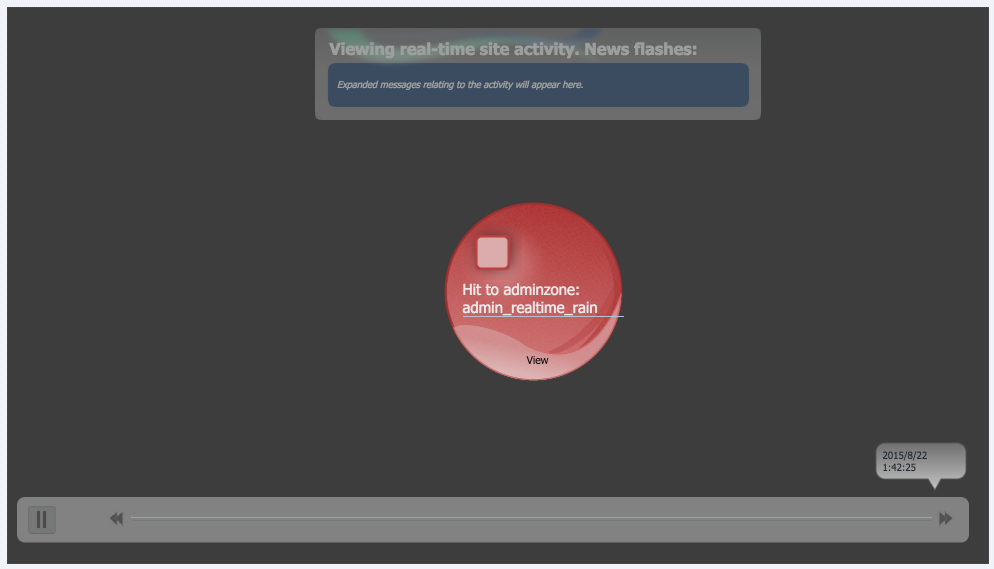 Viewing real-time site activity. News flashes:
Expanded messages relating to the activity will appear here.
Hit to adminzone:
admin_realtime_rain
View
2015/8/22
1:42:25